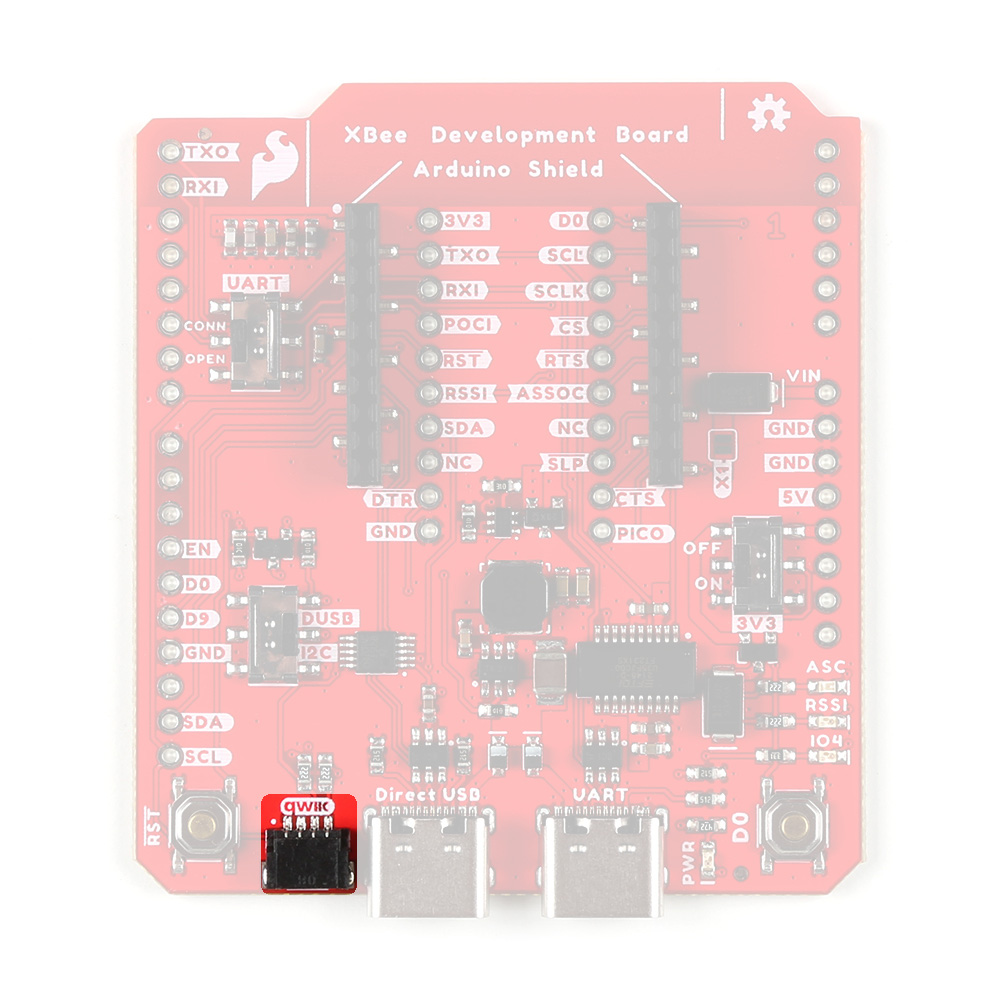 XBee Development Board
Arduino Shield
TXO
RXI
3V3
D0
1
TXO
SCL
UART
RXI
SCLK
CONN
POCI
CS
OPEN
RST
RTS
VIN
RSSI
ASSOC
SDA
NC
GND
NC
SLP
GND
X1
DTR
CTS
5V
GND
PICO
EN
OFF
ON
D0
D9
DUSB
3V3
GND
I2C
ASC
RSSI
SDA
IO4
SCL
Direct USB
UART
qwiic
RST
D0
PWR